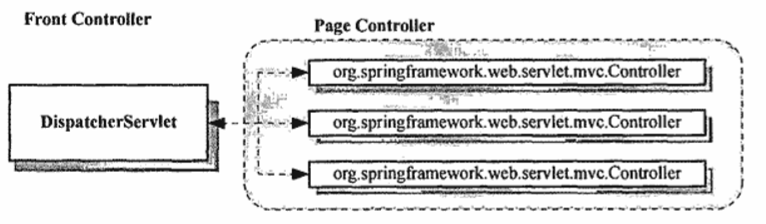 Front Controller
Page Controller
org.springframework.web.servlet.mvc.Controller
DispatcherServlet
org.springframework.web.servlet.mvc.Controller
org.springframework.web.servlet.mvc.Controller